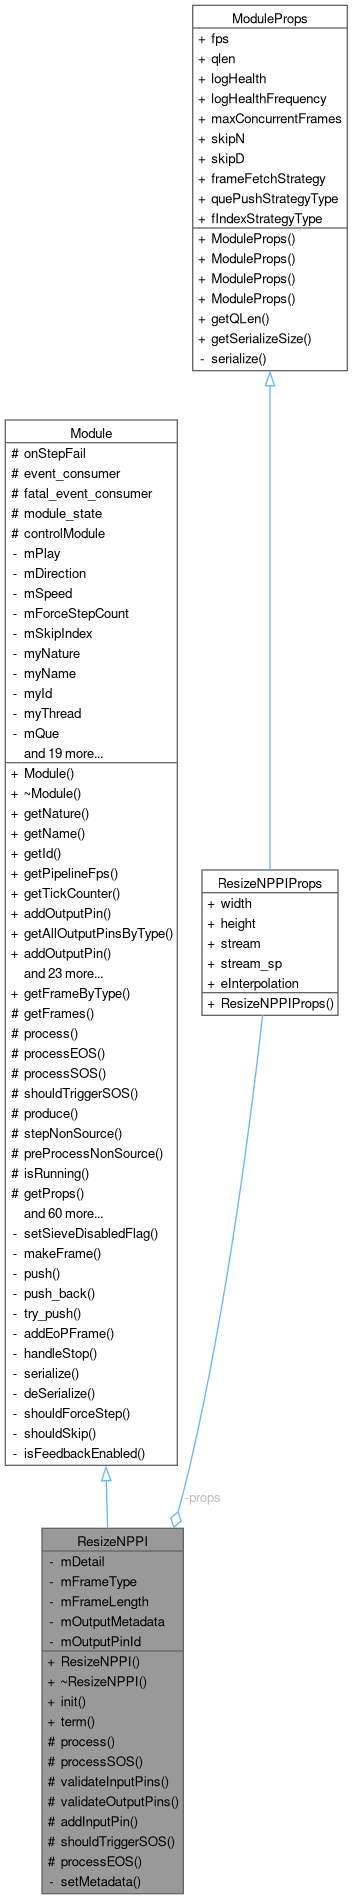 ModuleProps
+ fps
+ qlen
+ logHealth
+ logHealthFrequency
+ maxConcurrentFrames
+ skipN
+ skipD
+ frameFetchStrategy
+ quePushStrategyType
+ fIndexStrategyType
+ ModuleProps()
+ ModuleProps()
+ ModuleProps()
+ ModuleProps()
+ getQLen()
+ getSerializeSize()
- serialize()
Module
# onStepFail
# event_consumer
# fatal_event_consumer
# module_state
# controlModule
- mPlay
- mDirection
- mSpeed
- mForceStepCount
- mSkipIndex
- myNature
- myName
- myId
- myThread
- mQue
and 19 more...
+ Module()
+ ~Module()
+ getNature()
+ getName()
+ getId()
+ getPipelineFps()
+ getTickCounter()
+ addOutputPin()
+ getAllOutputPinsByType()
+ addOutputPin()
and 23 more...
+ getFrameByType()
# getFrames()
# process()
# processEOS()
# processSOS()
# shouldTriggerSOS()
# produce()
# stepNonSource()
# preProcessNonSource()
# isRunning()
# getProps()
and 60 more...
- setSieveDisabledFlag()
- makeFrame()
- push()
- push_back()
- try_push()
- addEoPFrame()
- handleStop()
- serialize()
- deSerialize()
- shouldForceStep()
- shouldSkip()
- isFeedbackEnabled()
ResizeNPPIProps
+ width
+ height
+ stream
+ stream_sp
+ eInterpolation
+ ResizeNPPIProps()
-props
ResizeNPPI
- mDetail
- mFrameType
- mFrameLength
- mOutputMetadata
- mOutputPinId
+ ResizeNPPI()
+ ~ResizeNPPI()
+ init()
+ term()
# process()
# processSOS()
# validateInputPins()
# validateOutputPins()
# addInputPin()
# shouldTriggerSOS()
# processEOS()
- setMetadata()